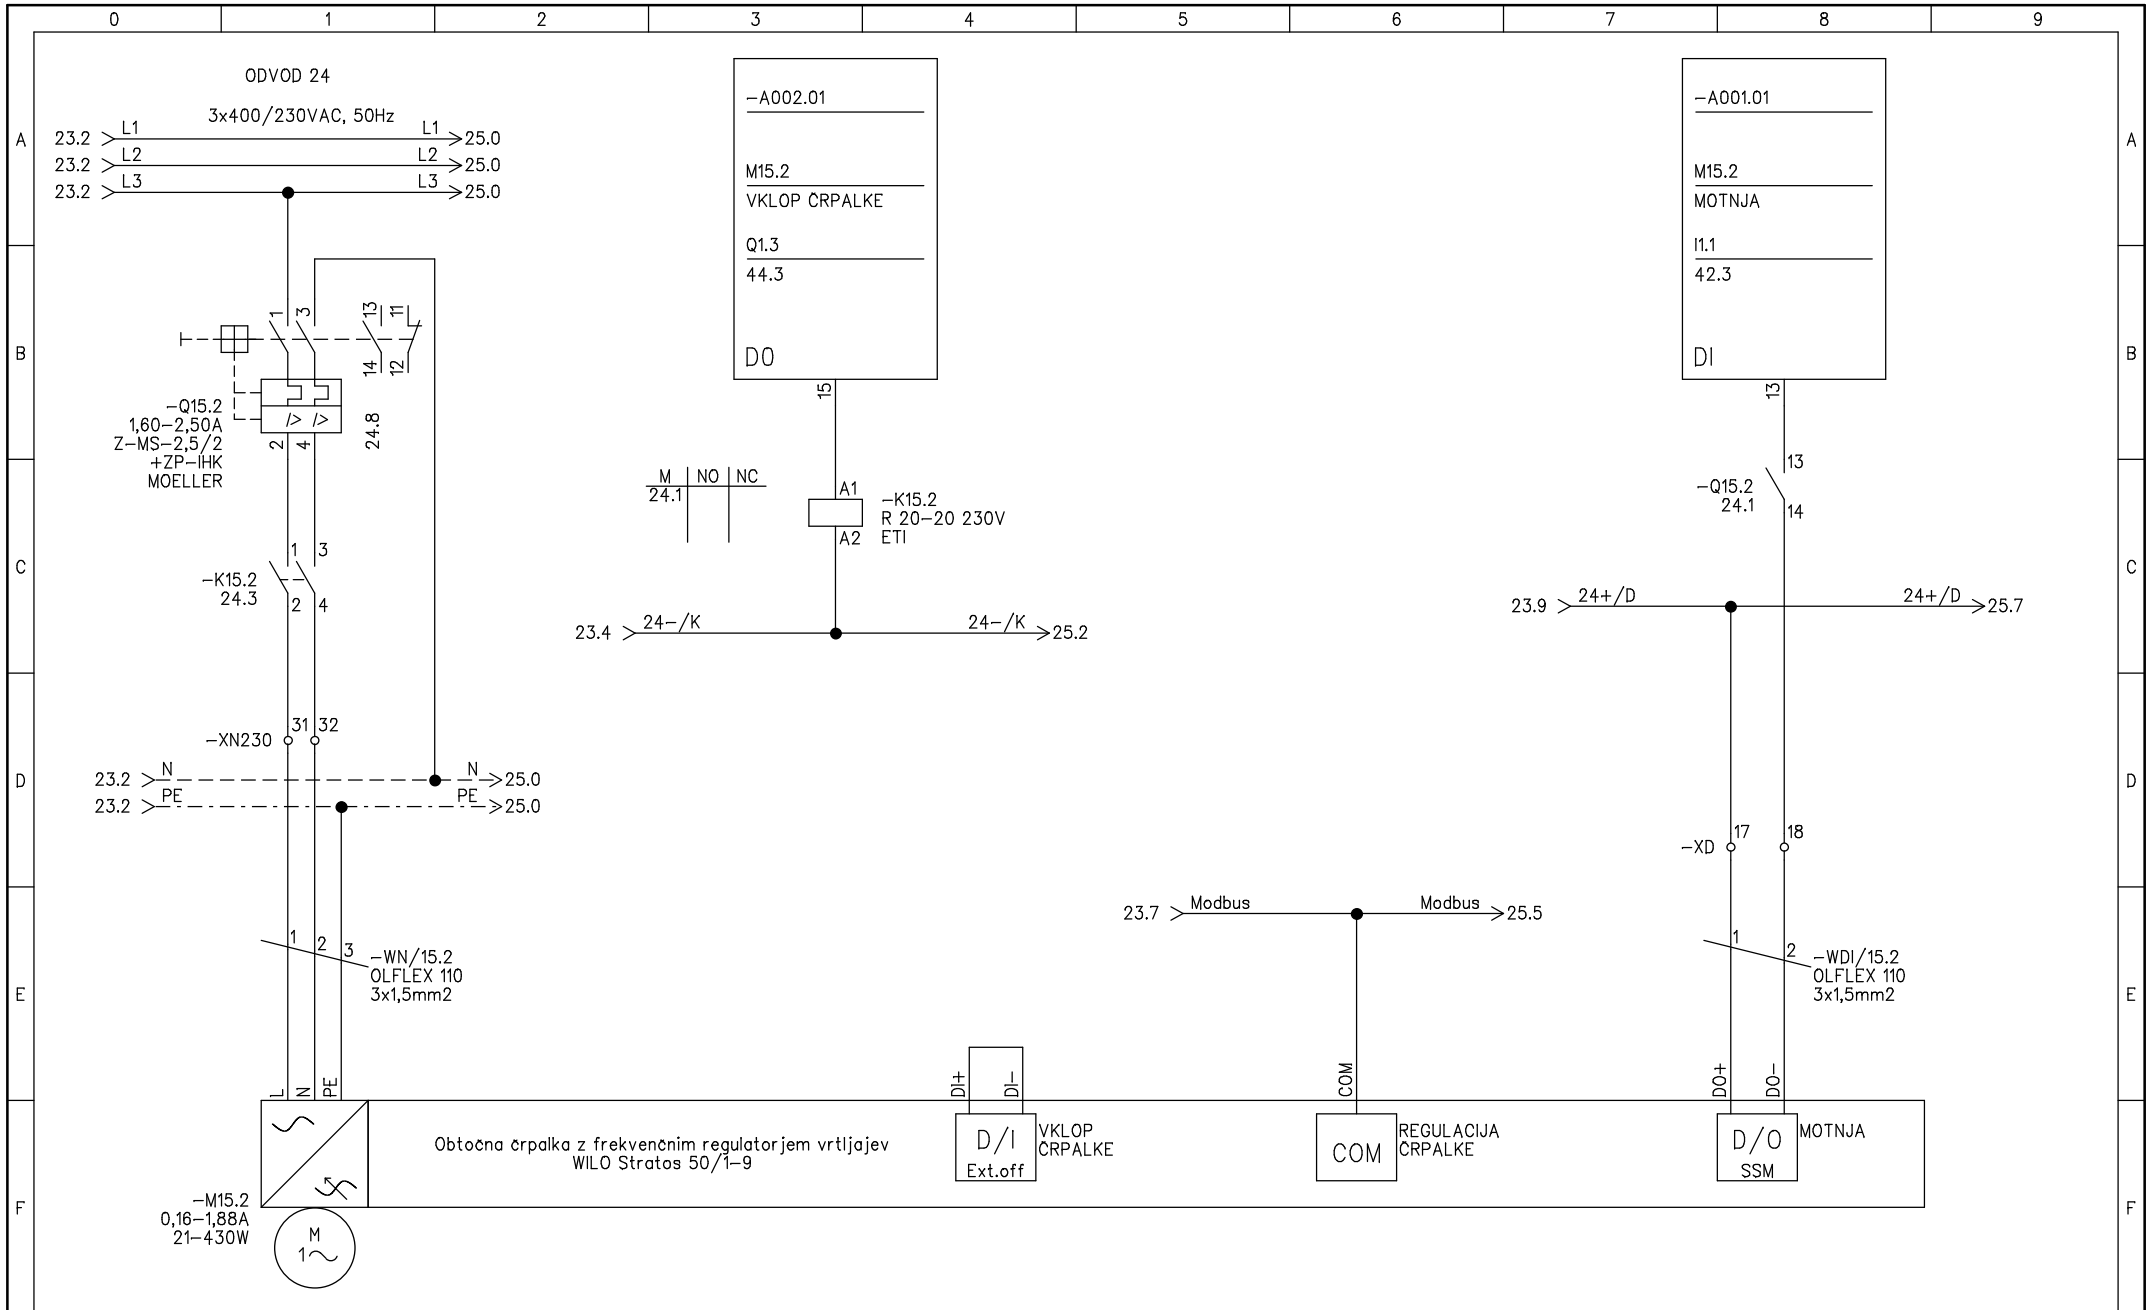 0 1 2 3 4 5 6 7 8 9
A
A
B
B
C
C
D
D
E
E
F
F
ODVOD 24
3x400/230VAC, 50Hz
23.2 L1 L1 25.0
23.2 L2 L2 25.0
23.2 L3 L3 25.0
1 3 13 11
14 12
-Q15.2
1,60-2,50A
Z-MS-2,5/2
+ZP-IHK
MOELLER
I> I>
2 4
24.8
1 3
-K15.2
24.3
2 4
-XN230 31 32
23.2 N N 25.0
23.2 PE PE 25.0
1 2 3
-WN/15.2
OLFLEX 110
3x1,5mm2
L N PE
-M15.2
0,16-1,88A
21-430W
M
1
Obtočna črpalka z frekvenčnim regulatorjem vrtljajev
WILO Stratos 50/1-9
-A002.01
M15.2
VKLOP ČRPALKE
Q1.3
44.3
DO
15
M NO NC
24.1
A1
A2
-K15.2
R 20-20 230V
ETI
23.4 24-/K 24-/K 25.2
DI+ DI-
D/I
Ext.off
VKLOP
ČRPALKE
23.7 Modbus Modbus 25.5
COM
COM
REGULACIJA
ČRPALKE
-A001.01
M15.2
MOTNJA
I1.1
42.3
DI
13
13
-Q15.2
24.1
14
23.9 24+/D 24+/D 25.7
-XD 17 18
1 2
-WDI/15.2
OLFLEX 110
3x1,5mm2
DO+ DO-
D/O
SSM
MOTNJA